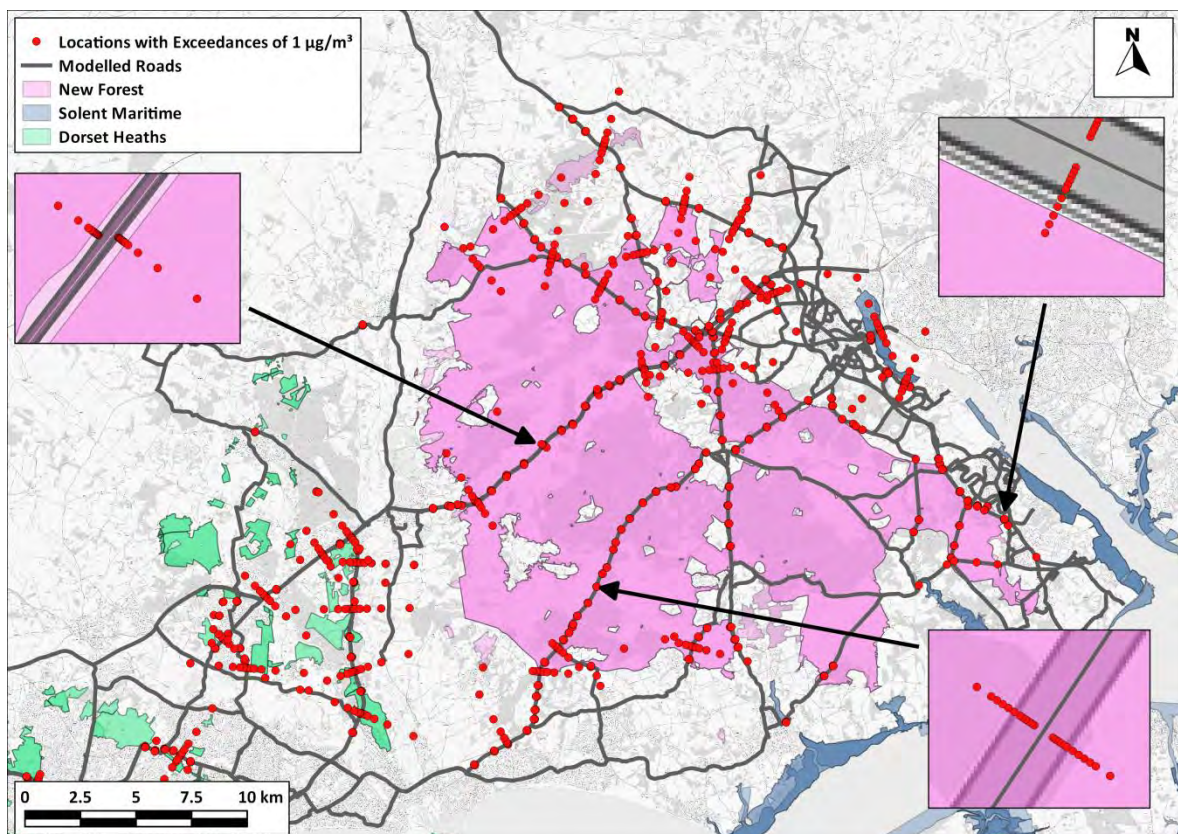 Locations with Exceedances of 1 µg/m³
Modelled Roads
New Forest
Solent Maritime
Dorset Heaths
N
0 2.5 5 7.5 10 km